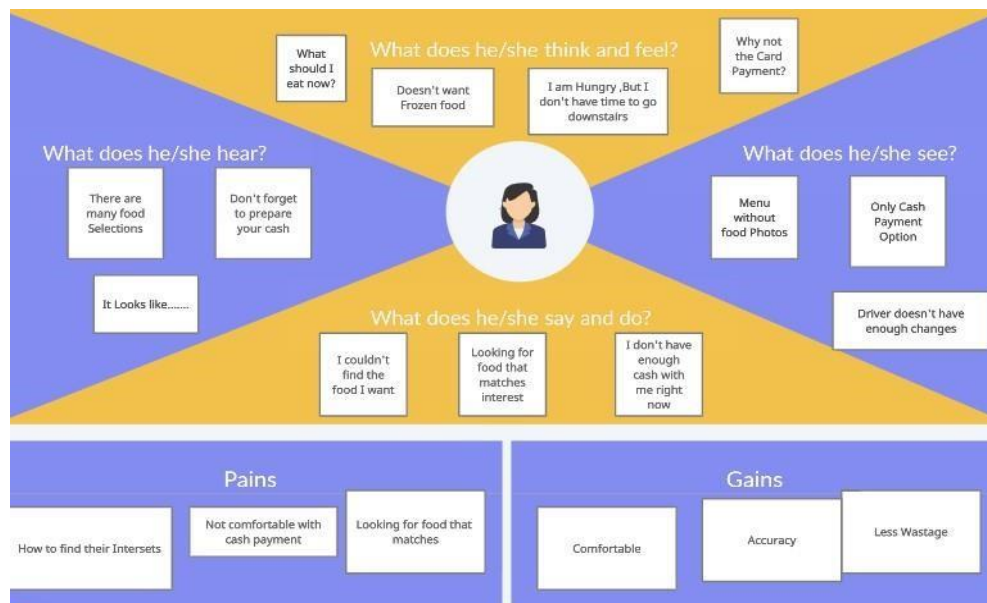 What does he/she think and feel?
What
should I
eat now?
Doesn't want
Frozen food
I am Hungry ,But I
don't have time to go
downstairs
Why not
the Card
Payment?
What does he/she hear?
There are
many food
Selections
Don't forget
to prepare
your cash
It Looks like.......
What does he/she see?
Menu
without
food Photos
Only Cash
Payment
Option
Driver doesn't have
enough changes
What does he/she say and do?
I couldn't
find the
food I want
Looking for
food that
matches
interest
I don't have
enough
cash with
me right
now
Pains
How to find their Intersets
Not comfortable with
cash payment
Looking for food that
matches
Gains
Comfortable
Accuracy
Less Wastage